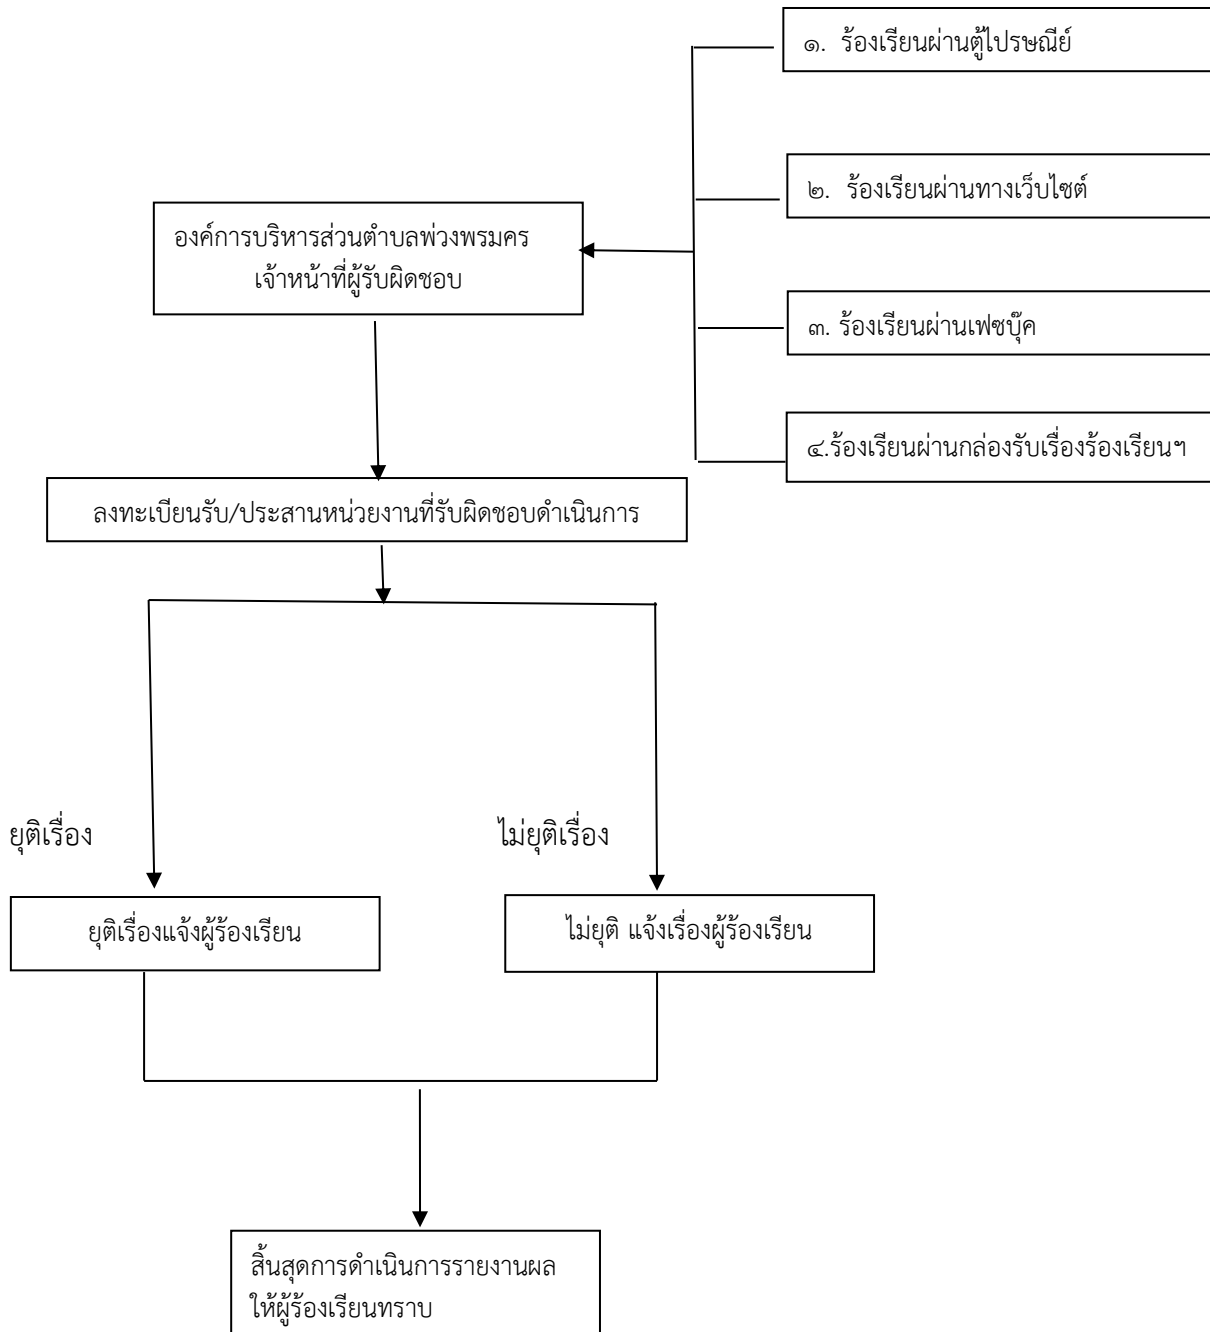 ๑. ร้องเรียนผ่านตู้ไปรษณีย์
๒. ร้องเรียนผ่านทางเว็บไซต์
องค์การบริหารส่วนตำบลพ่วงพรมคร
เจ้าหน้าที่ผู้รับผิดชอบ
๓. ร้องเรียนผ่านเฟซบุ๊ค
๔.ร้องเรียนผ่านกล่องรับเรื่องร้องเรียนฯ
ลงทะเบียนรับ/ประสานหน่วยงานที่รับผิดชอบดำเนินการ
ยุติเรื่อง
ไม่ยุติเรื่อง
ยุติเรื่องแจ้งผู้ร้องเรียน
ไม่ยุติ แจ้งเรื่องผู้ร้องเรียน
สิ้นสุดการดำเนินการรายงานผล
ให้ผู้ร้องเรียนทราบ